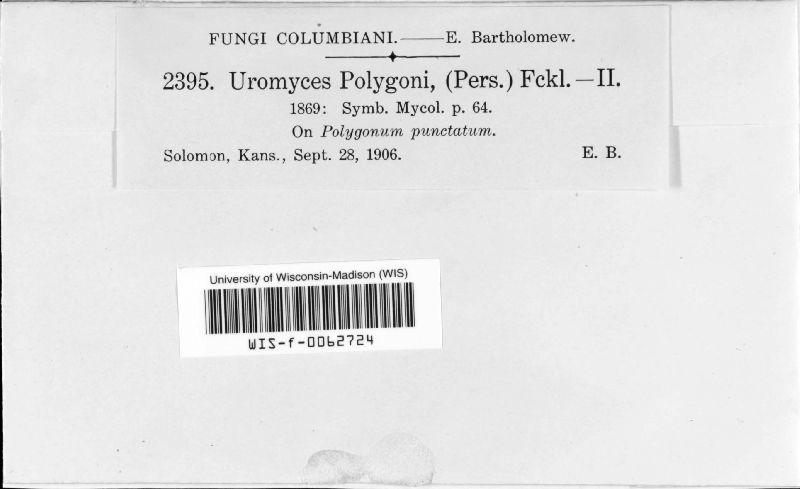 FUNGI COLUMBIANI.——E. Bartholomew.
2395. Uromyces Polygoni, (Pers.) Fckl.—II.
1869: Symb. Mycol. p. 64.
On Polygonum punctatum.
Solomon, Kans., Sept. 28, 1906. E. B.
University of Wisconsin-Madison (WIS)
WIS-f-0062724